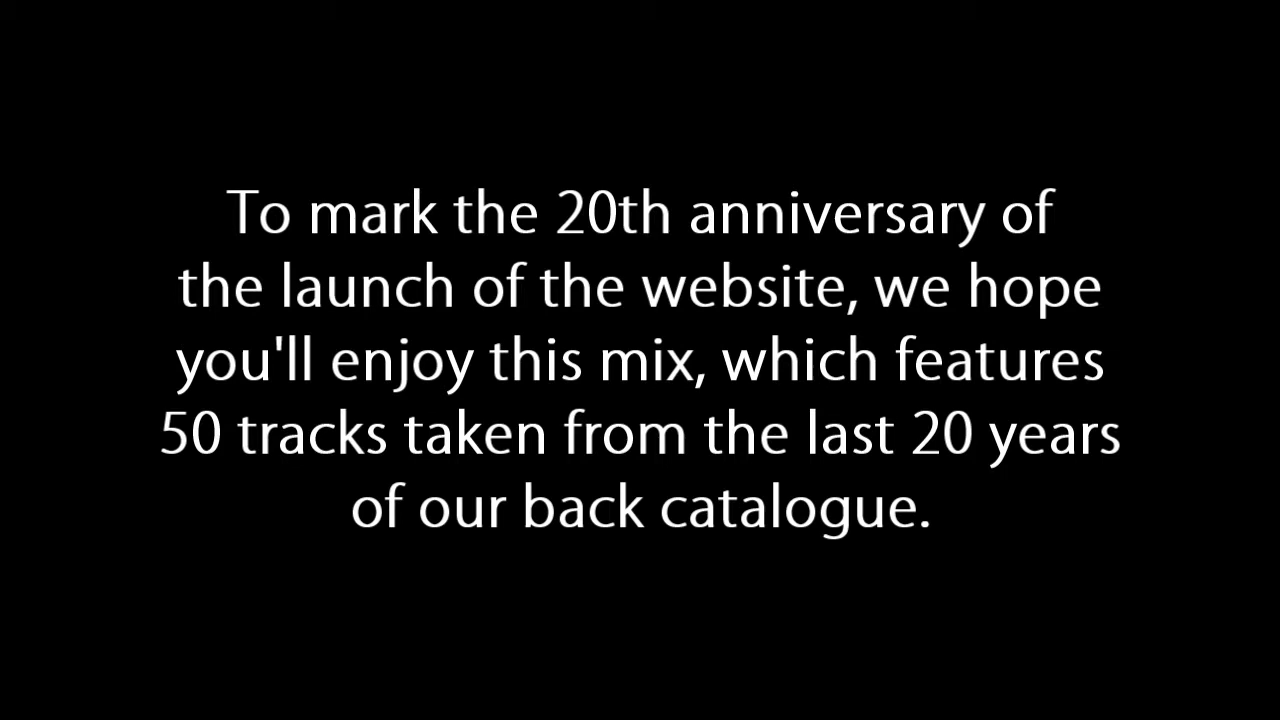 To mark the 20th anniversary of
the launch of the website, we hope
you'll enjoy this mix, which features
50 tracks taken from the last 20 years
of our back catalogue.